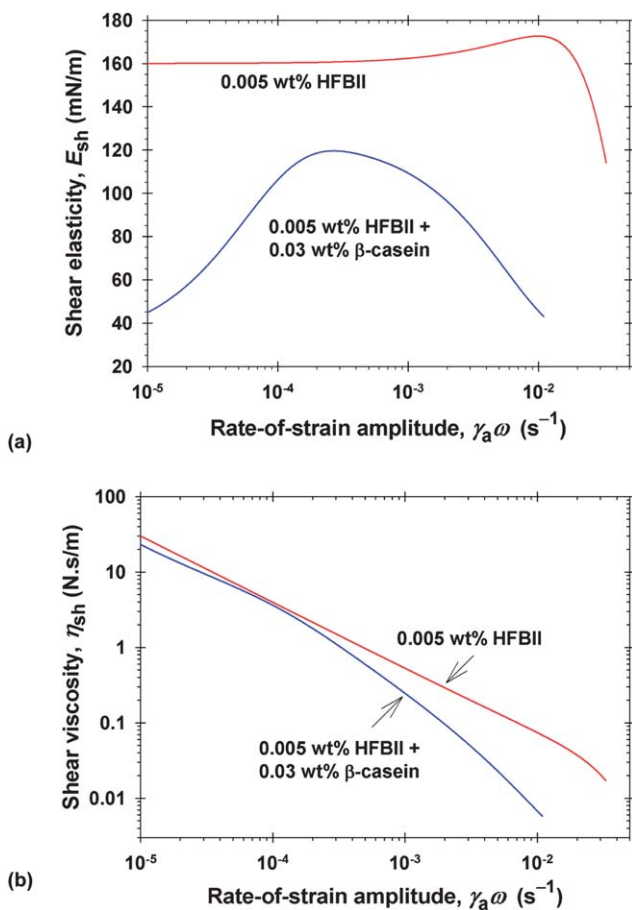 180
160
140
120
100
80
60
40
20
Shear elasticity, E_sh (mN/m)
0.005 wt% HFBII
0.005 wt% HFBII +
0.03 wt% β-casein
10⁻⁵ 10⁻⁴ 10⁻³ 10⁻²
Rate-of-strain amplitude, γₐω (s⁻¹)
(a)
100
10
1
0.1
0.01
Shear viscosity, η_sh (N.s/m)
0.005 wt% HFBII
0.005 wt% HFBII +
0.03 wt% β-casein
10⁻⁵ 10⁻⁴ 10⁻³ 10⁻²
Rate-of-strain amplitude, γₐω (s⁻¹)
(b)